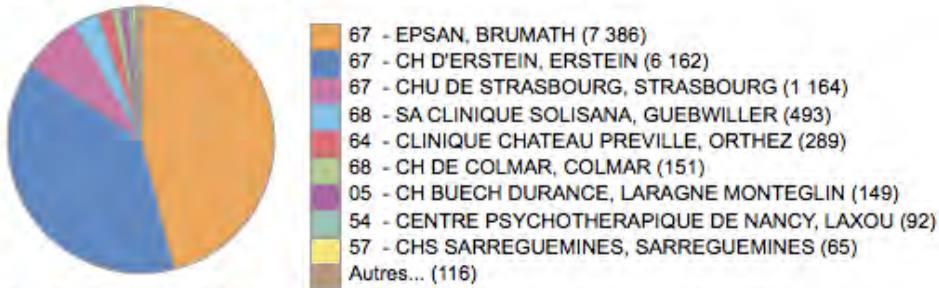 67 - EPSAN, BRUMATH (7 386)
67 - CH D'ERSTEIN, ERSTEIN (6 162)
67 - CHU DE STRASBOURG, STRASBOURG (1 164)
68 - SA CLINIQUE SOLISANA, GUEBWILLER (493)
64 - CLINIQUE CHATEAU PREVILLE, ORTHEZ (289)
68 - CH DE COLMAR, COLMAR (151)
05 - CH BUECH DURANCE, LARAGNE MONTEGLIN (149)
54 - CENTRE PSYCHOTHERAPIQUE DE NANCY, LAXOU (92)
57 - CHS SARREGUEMINES, SARREGUEMINES (65)
Autres... (116)